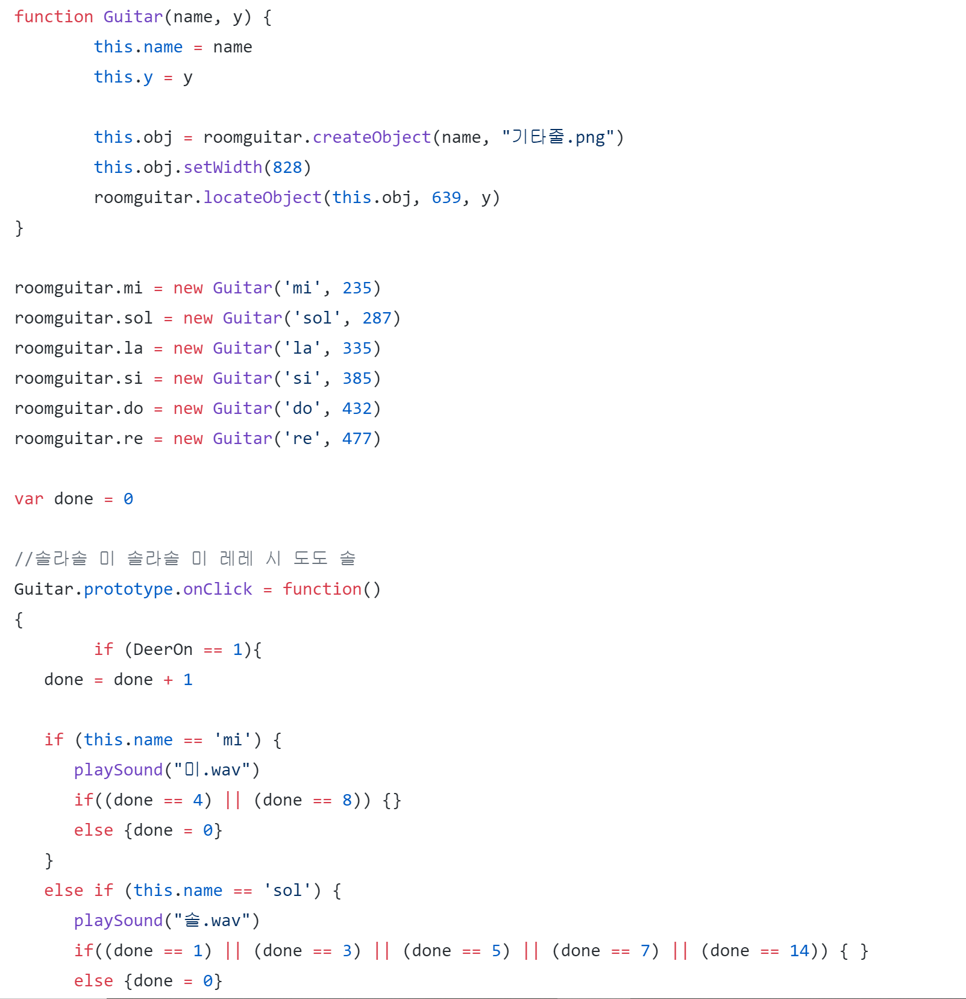 function Guitar(name, y) {
        this.name = name
        this.y = y

        this.obj = roomguitar.createObject(name, "기타줄.png")
        this.obj.setWidth(828)
        roomguitar.locateObject(this.obj, 639, y)
}

roomguitar.mi = new Guitar('mi', 235)
roomguitar.sol = new Guitar('sol', 287)
roomguitar.la = new Guitar('la', 335)
roomguitar.si = new Guitar('si', 385)
roomguitar.do = new Guitar('do', 432)
roomguitar.re = new Guitar('re', 477)

var done = 0

//솔라솔 미 솔라솔 미 레레 시 도도 솔
Guitar.prototype.onClick = function()
{
        if (DeerOn == 1){
   done = done + 1

   if (this.name == 'mi') {
      playSound("미.wav")
      if((done == 4) || (done == 8)) {}
      else {done = 0}
   }
   else if (this.name == 'sol') {
      playSound("솔.wav")
      if((done == 1) || (done == 3) || (done == 5) || (done == 7) || (done == 14)) { }
      else {done = 0}